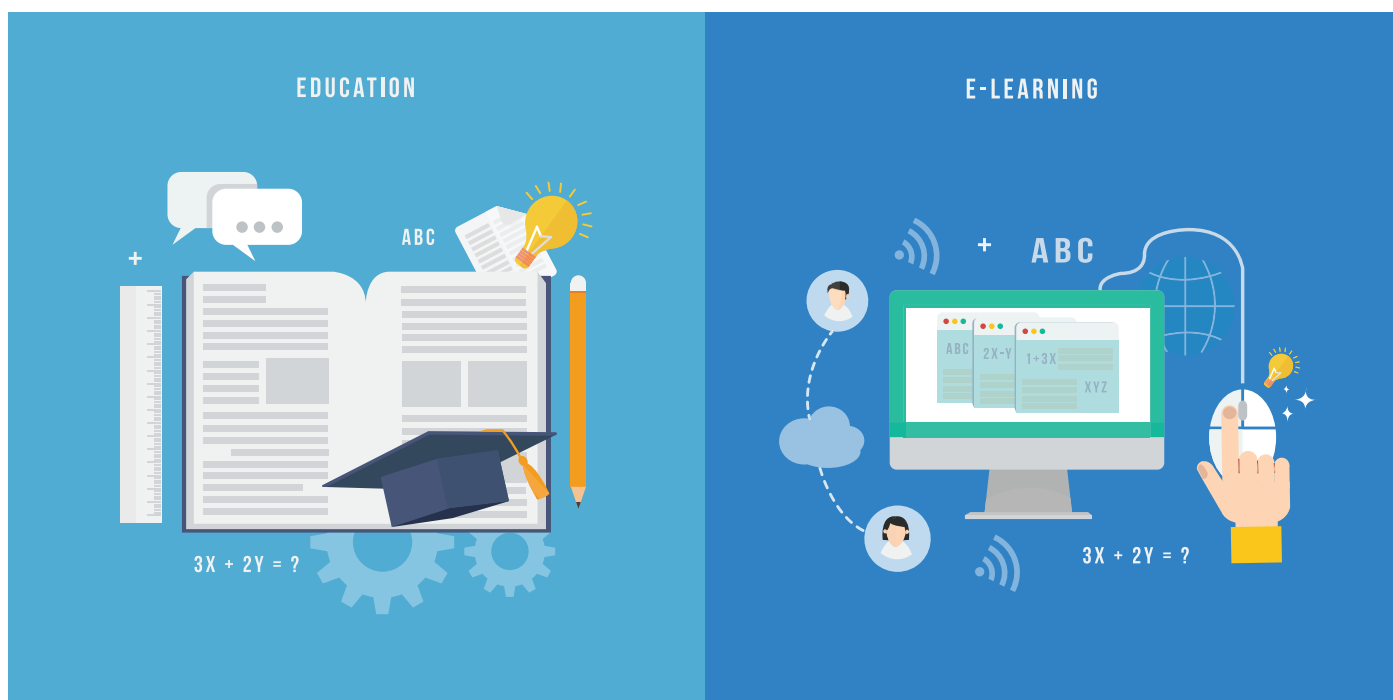 EDUCATION
ABC
+
3X + 2Y = ?
E-LEARNING
+
ABC
ABC
2X-Y
1+3X
XYZ
3X + 2Y = ?